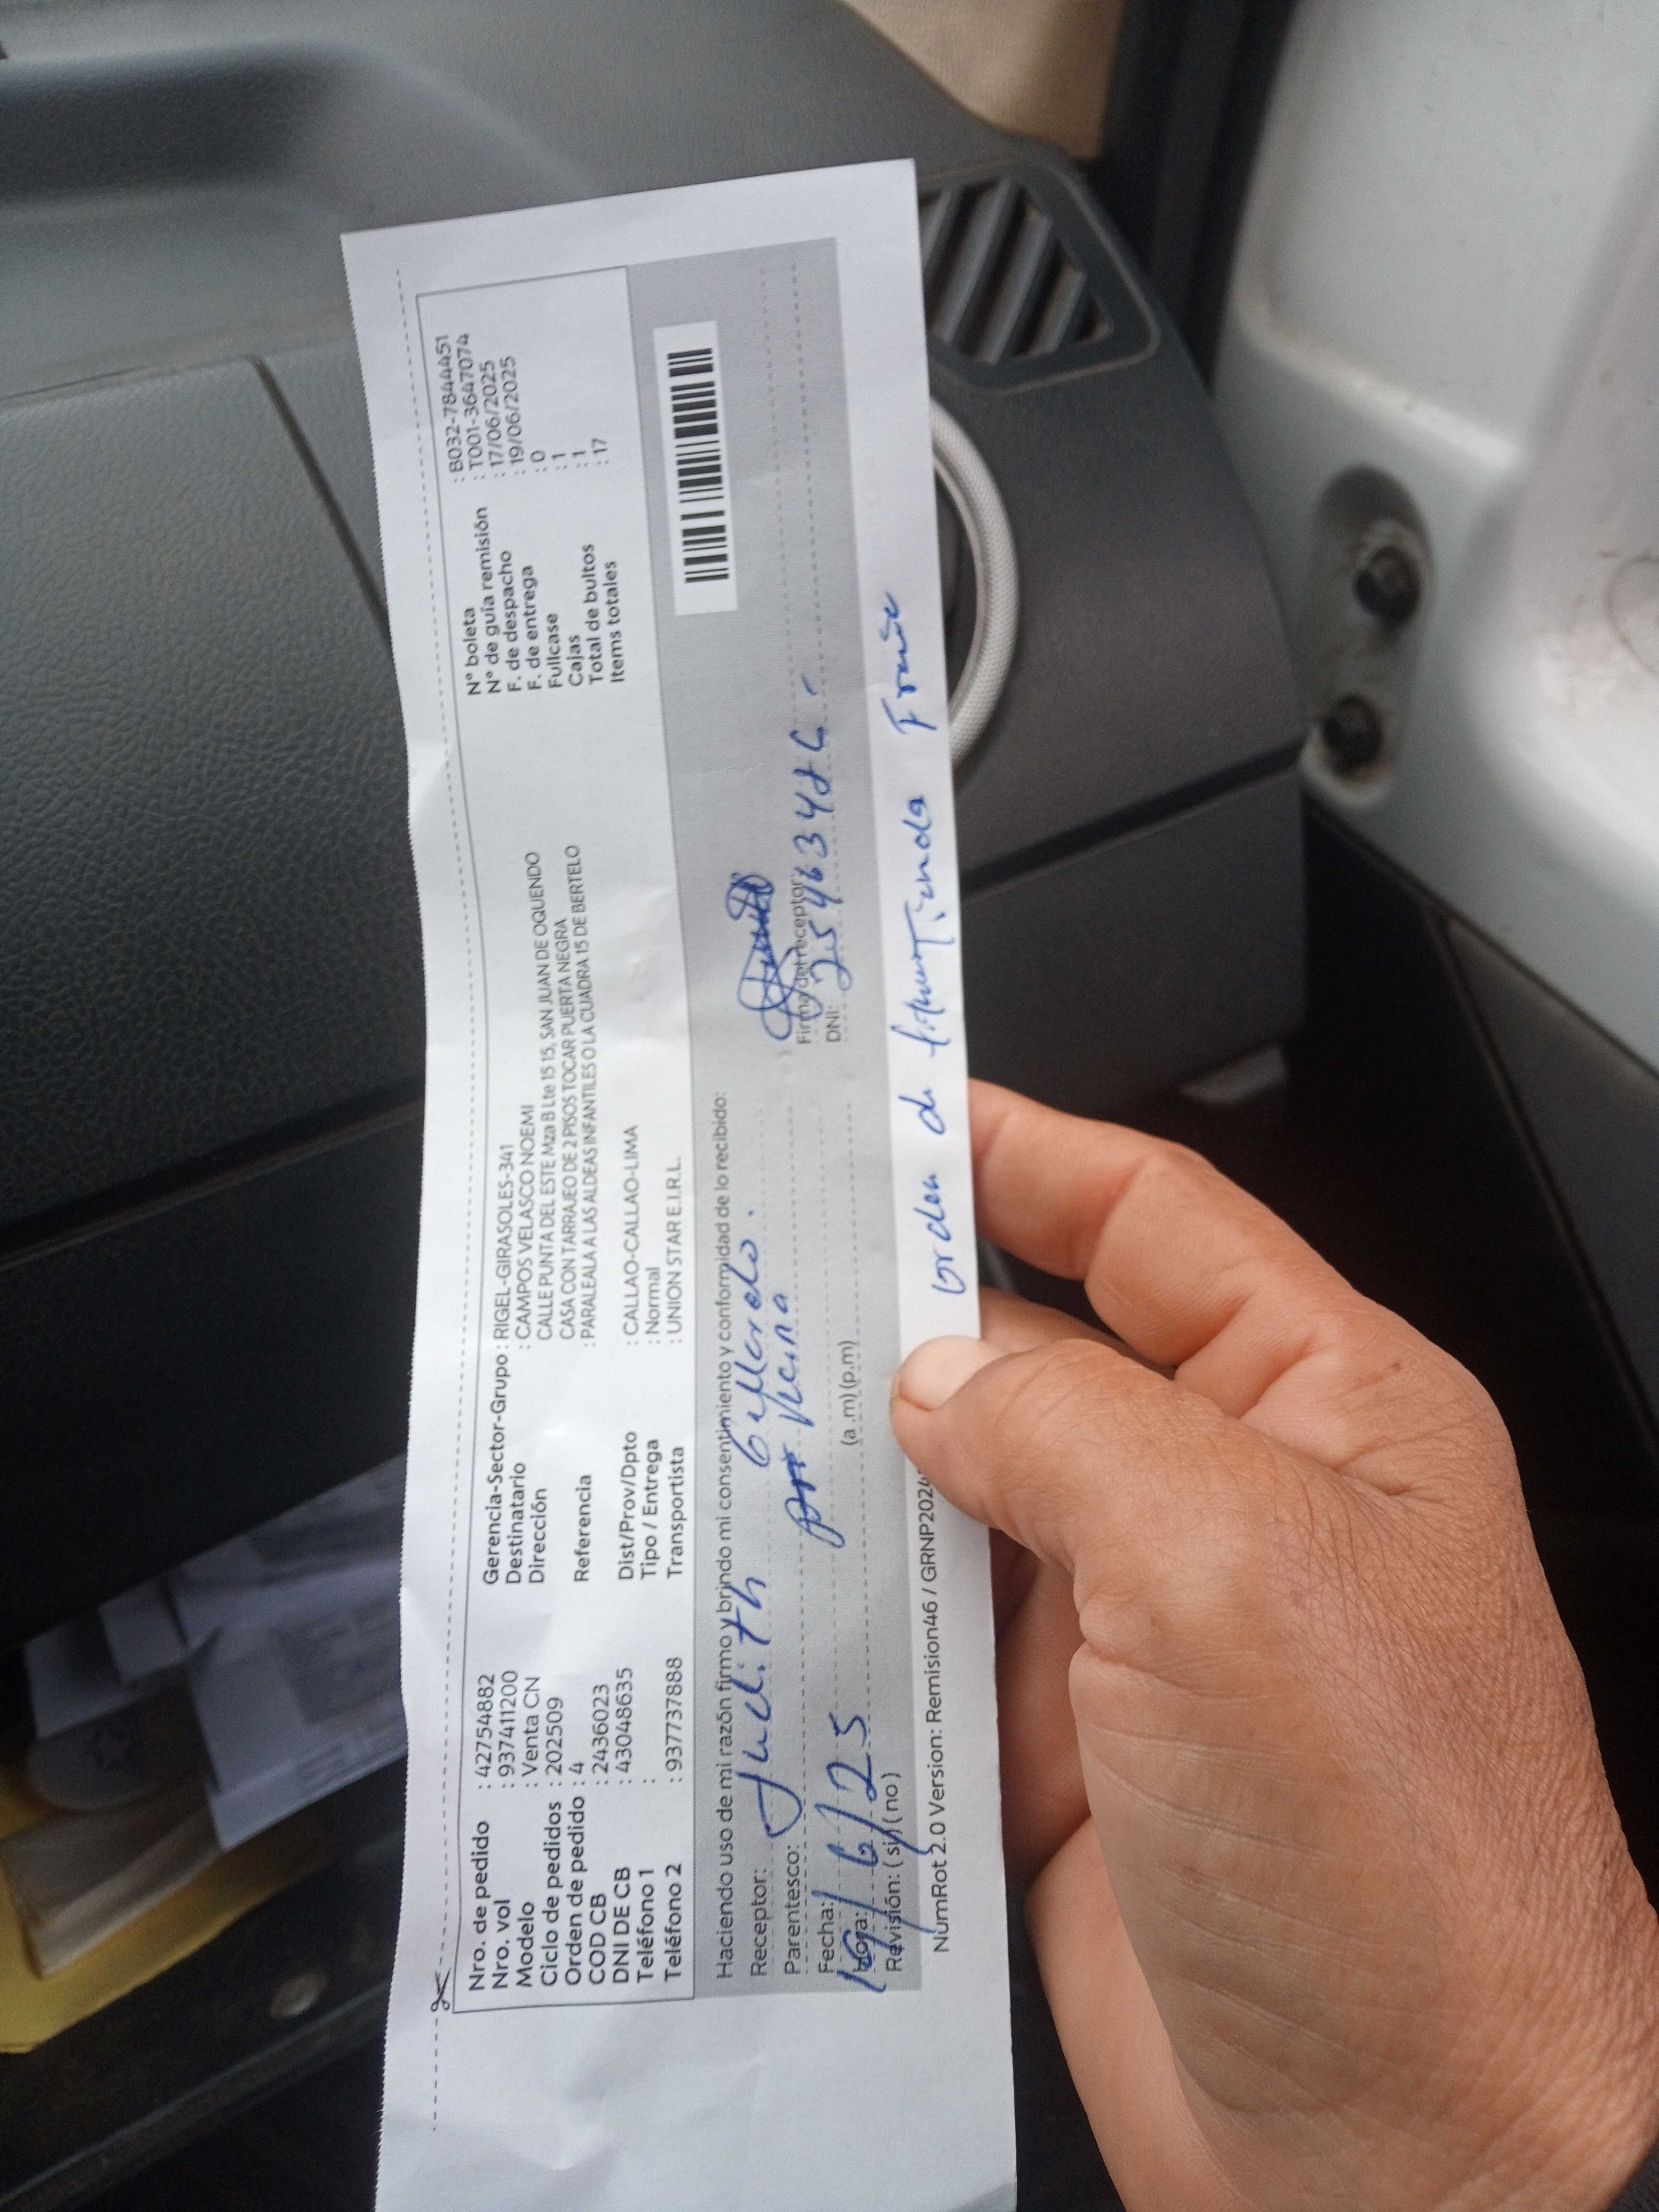 Nro. de pedido : 42754882
Nro. vol : 937411200
Modelo : Venta CN
Ciclo de pedidos : 202509
Orden de pedido : 4
COD CB : 2436023
DNI DE CB : 43048635
Teléfono 1 :
Teléfono 2 : 937737888
Gerencia-Sector-Grupo : RIGEL-GIRASOLES-341
Destinatario : CAMPOS VELASCO NOEMI
Dirección CALLE PUNTA DEL ESTE Mza B Lte 15 15, SAN JUAN DE OQUENDO
CASA CON TARRAJEO DE 2 PISOS TOCAR PUERTA NEGRA
Referencia : PARALEALA A LAS ALDEAS INFANTILES O LA CUADRA 15 DE BERTELO
Dist/Prov/Dpto : CALLAO-CALLAO-LIMA
Tipo / Entrega : Normal
Transportista : UNION STAR E.I.R.L.
N° boleta : B032-7844451
N° de guía remisión : T001-3647074
F. de despacho : 17/06/2025
F. de entrega : 19/06/2025
Fullcase : 0
Cajas : 1
Total de bultos : 1
Items totales : 17
Haciendo uso de mi razón firmo y brindo mi consentimiento y conformidad de lo recibido:
Receptor: Judith
Parentesco: Vecina
Fecha: 19/6/25
Hora: (a.m) (p.m)
Revisión: ( si ) ( no )
Firma del receptor:
DNI:
NumRot 2.0 Version: Remision46 / GRNP2024
orden de